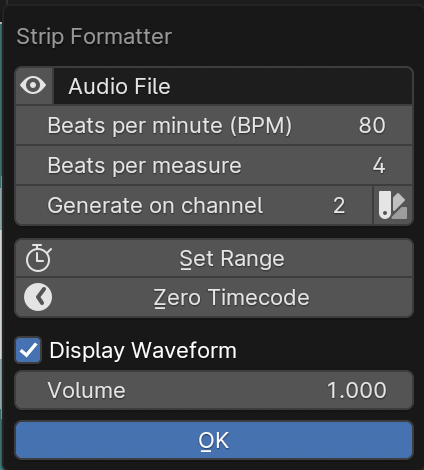 Strip Formatter
Audio File
Beats per minute (BPM) 80
Beats per measure 4
Generate on channel 2
Set Range
Zero Timecode
Display Waveform
Volume 1.000
OK